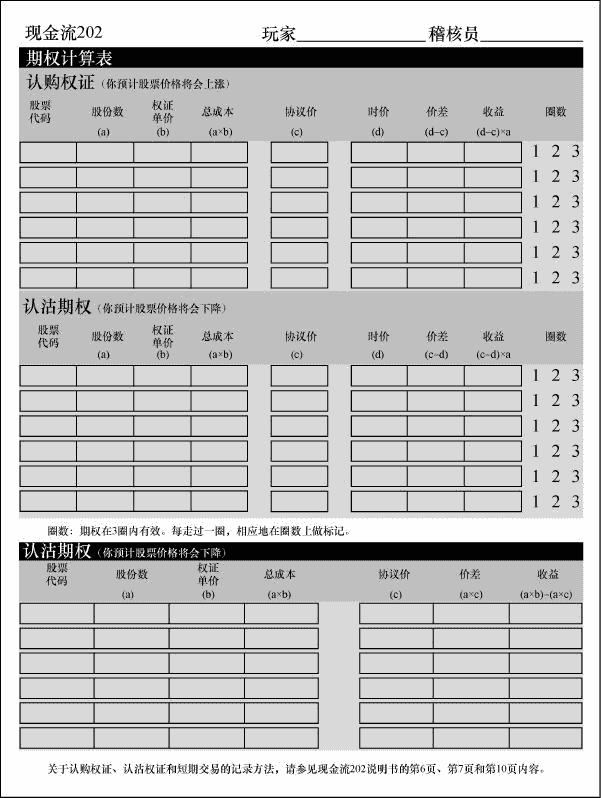 现金流202 玩家 稽核员
期权计算表
认购权证（你预计股票价格将会上涨）
股票代码 股份数 (a) 权证单价 (b) 总成本 (a×b) 协议价 (c) 时价 (d) 价差 (d–c) 收益 (d–c)×a 圈数
1 2 3
1 2 3
1 2 3
1 2 3
1 2 3
1 2 3
认沽期权（你预计股票价格将会下降）
股票代码 股份数 (a) 权证单价 (b) 总成本 (a×b) 协议价 (c) 时价 (d) 价差 (c–d) 收益 (c–d)×a 圈数
1 2 3
1 2 3
1 2 3
1 2 3
1 2 3
1 2 3
圈数：期权在3圈内有效。每走过一圈，相应地在圈数上做标记。
认沽期权（你预计股票价格将会下降）
股票代码 股份数 (a) 权证单价 (b) 总成本 (a×b) 协议价 (c) 价差 (a×c) 收益 (a×b)–(a×c)
关于认购权证、认沽权证和短期交易的记录方法，请参见现金流202说明书的第6页、第7页和第10页内容。